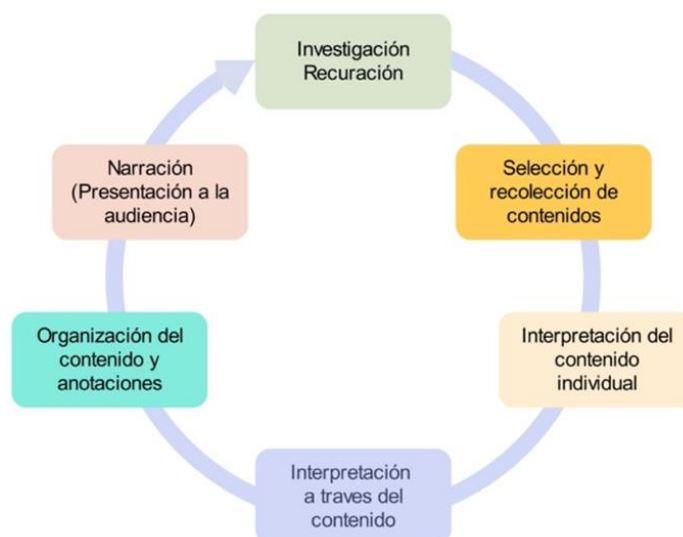 Investigación
Recuración
Selección y
recolección de
contenidos
Interpretación del
contenido
individual
Interpretación
a traves del
contenido
Organización del
contenido y
anotaciones
Narración
(Presentación a la
audiencia)